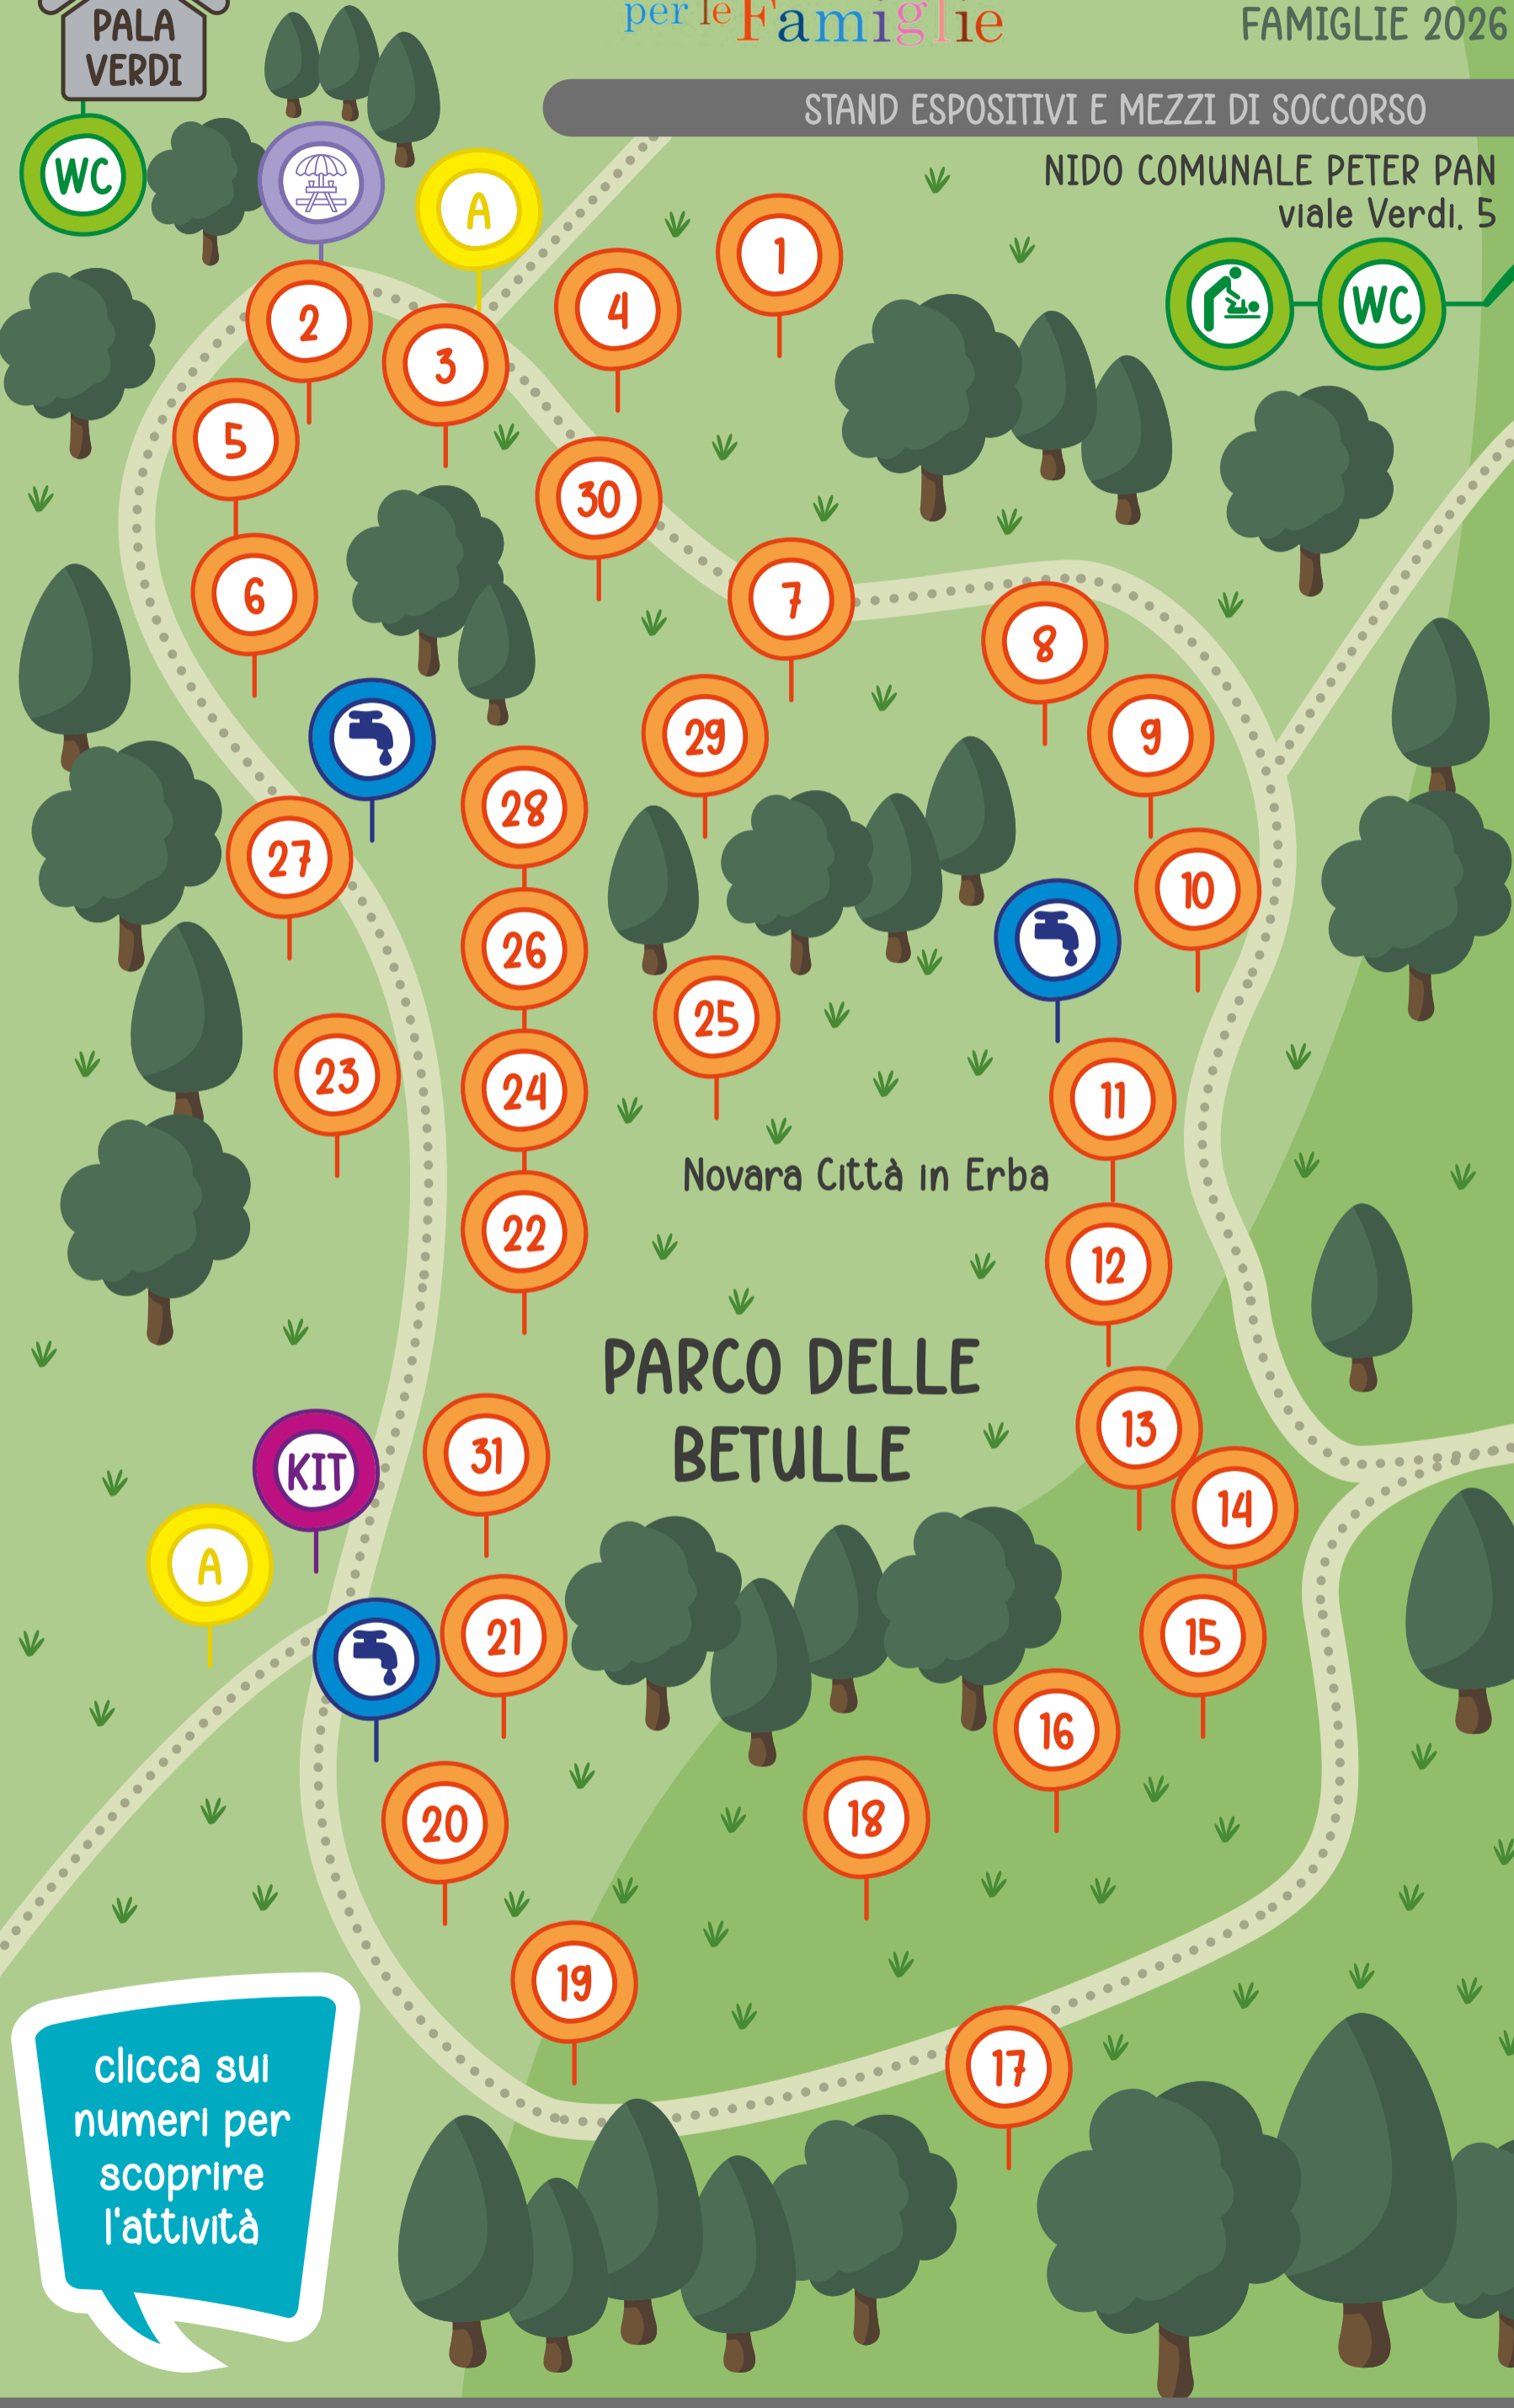 PALA
VERDI
per le Famiglie
FAMIGLIE 2026
STAND ESPOSITIVI E MEZZI DI SOCCORSO
NIDO COMUNALE PETER PAN
viale Verdi. 5
WC
A
1
WC
2
3
4
5
30
6
7
8
29
9
28
27
10
26
25
23
24
11
Novara Città in Erba
22
12
PARCO DELLE
BETULLE
13
31
KIT
14
A
21
15
16
20
18
19
17
clicca sui
numeri per
scoprire
l'attività